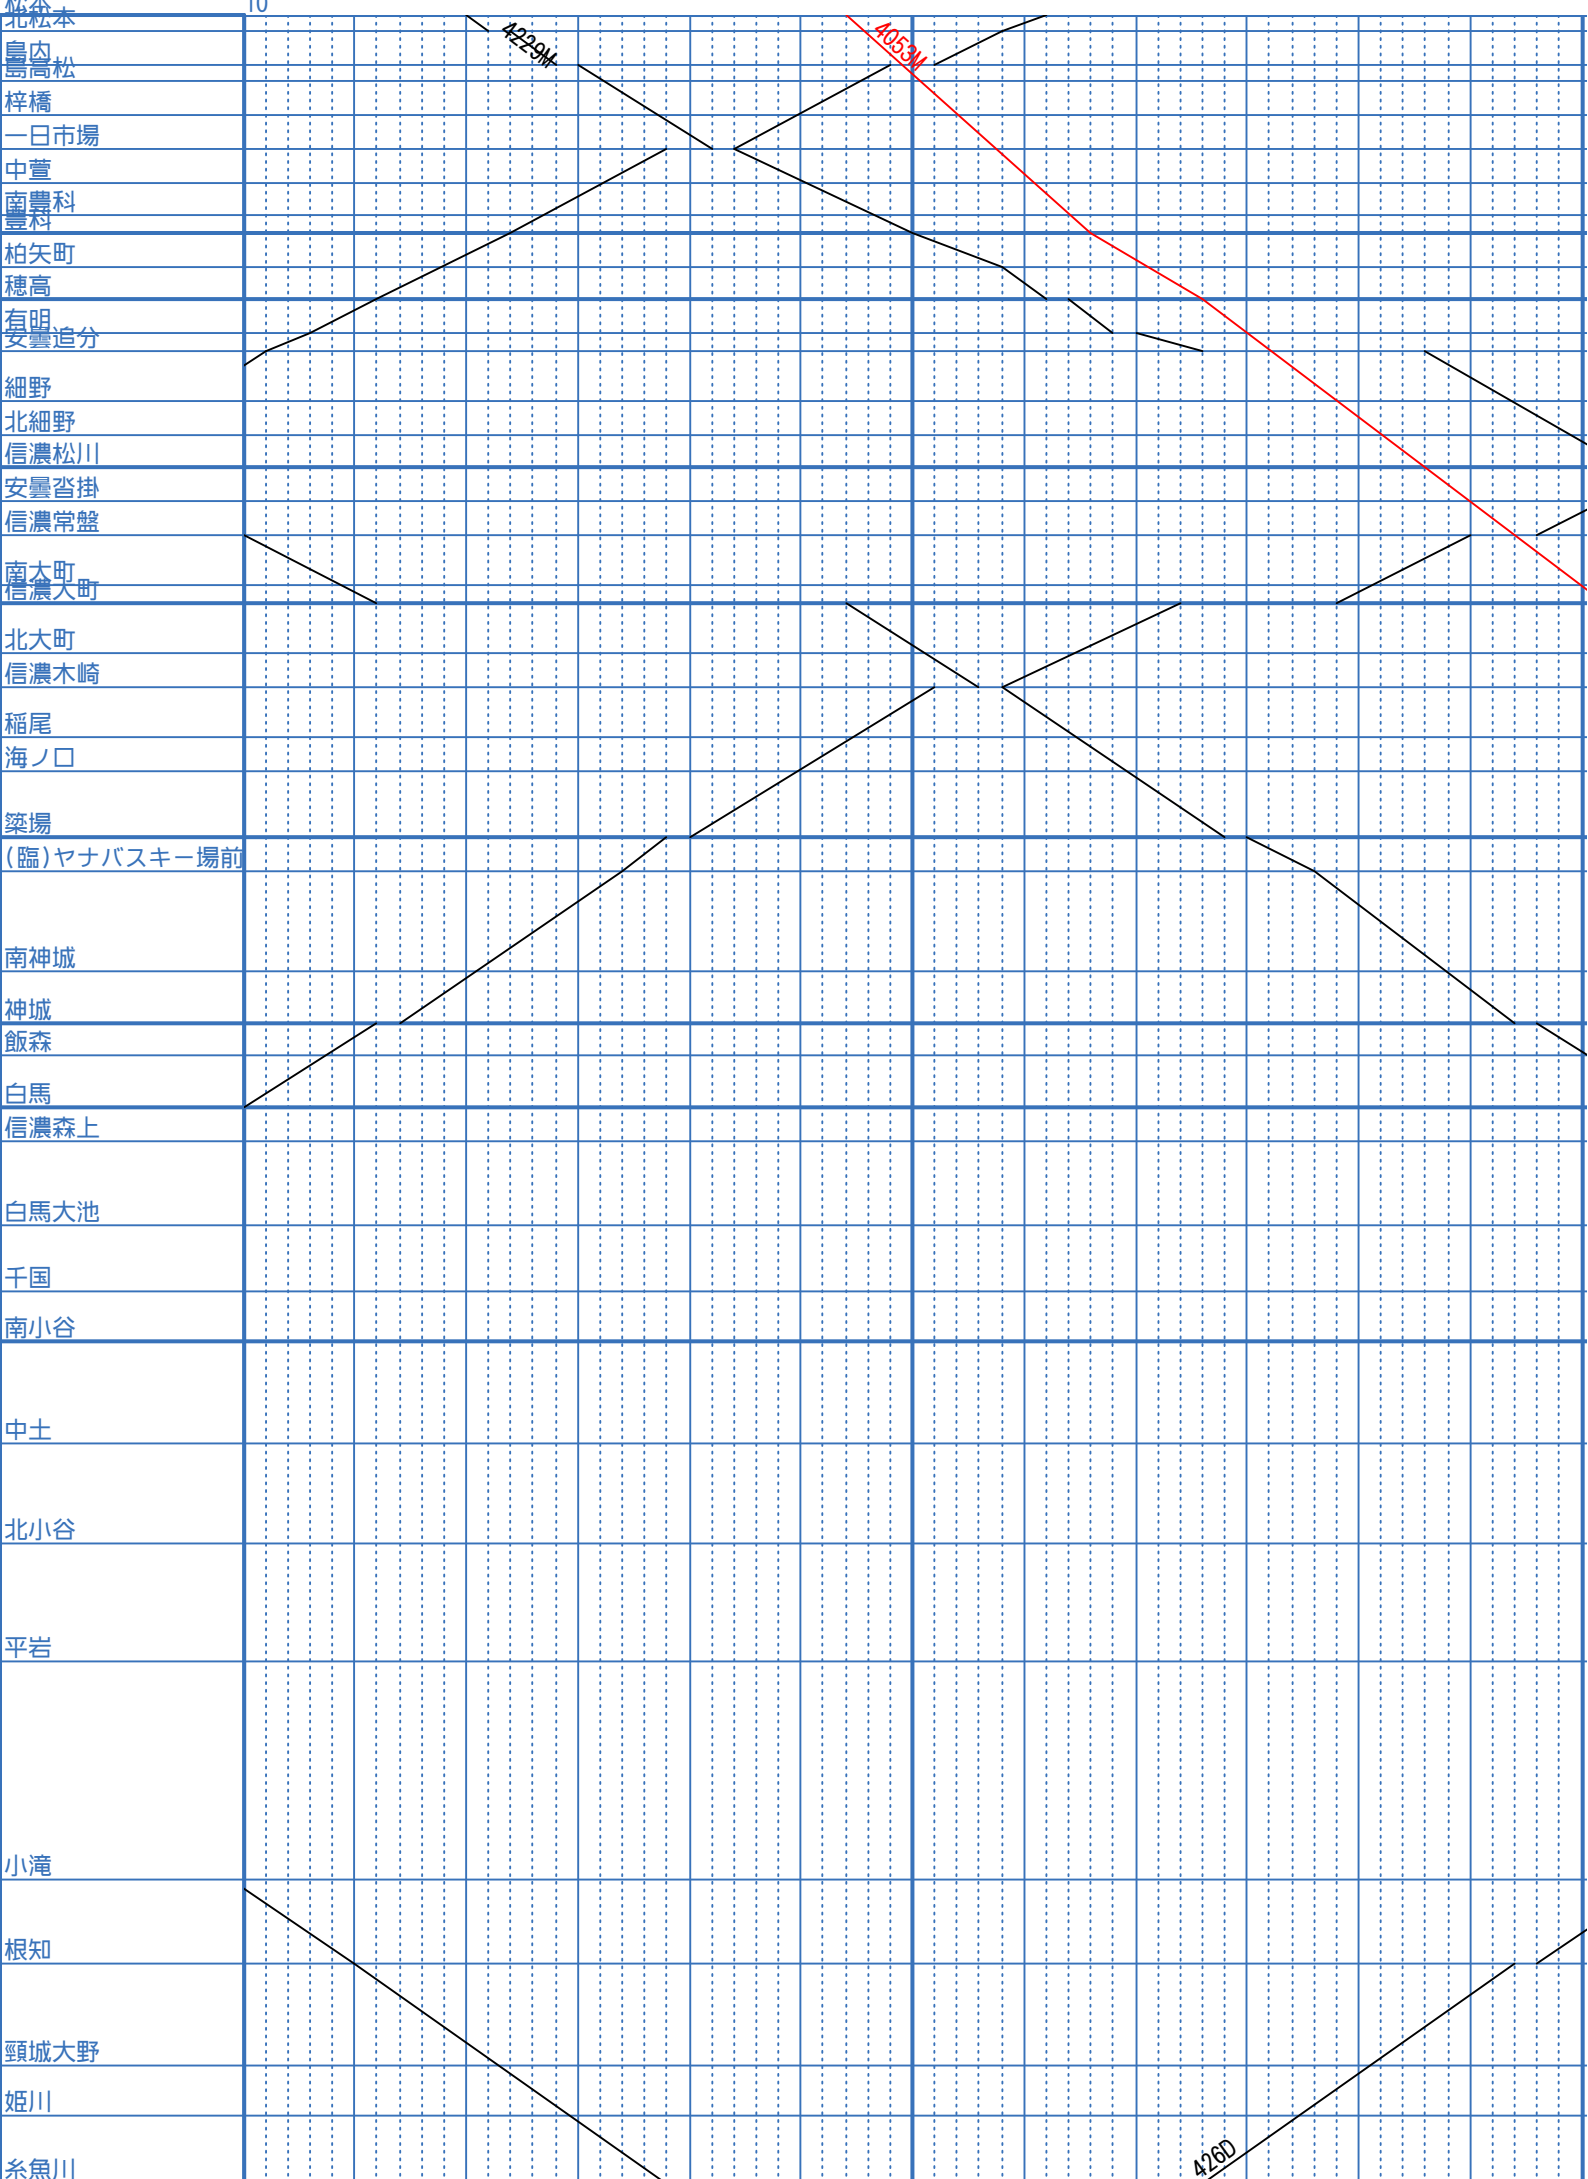 松本
10
北松本
島内
島高松
梓橋
一日市場
中萱
南豊科
豊科
柏矢町
穂高
有明
安曇追分
細野
北細野
信濃松川
安曇沓掛
信濃常盤
南大町
信濃大町
北大町
信濃木崎
稲尾
海ノ口
簗場
(臨)ヤナバスキー場前
南神城
神城
飯森
白馬
信濃森上
白馬大池
千国
南小谷
中土
北小谷
平岩
小滝
根知
頸城大野
姫川
糸魚川
4229M
4053M
426D